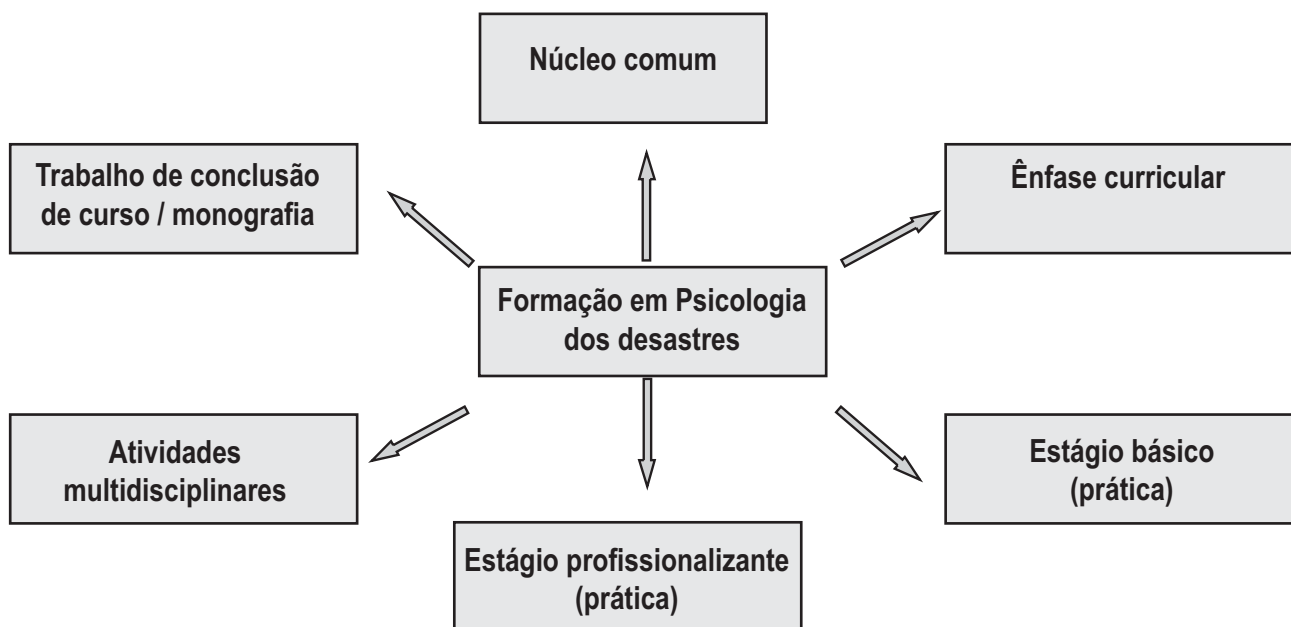 Núcleo comum
Trabalho de conclusão
de curso / monografia
Ênfase curricular
Formação em Psicologia
dos desastres
Atividades
multidisciplinares
Estágio básico
(prática)
Estágio profissionalizante
(prática)